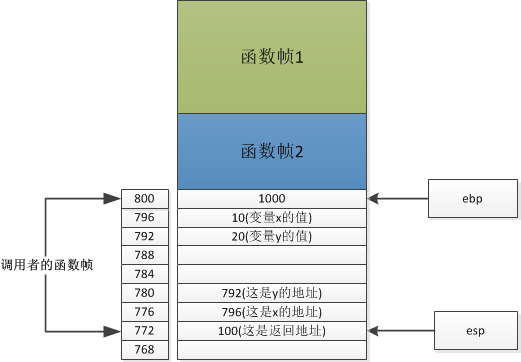 函数帧1
函数帧2
800 1000 ebp
796 10(变量x的值)
792 20(变量y的值)
788
调用者的函数帧
784
780 792(这是y的地址)
776 796(这是x的地址)
772 100(这是返回地址) esp
768